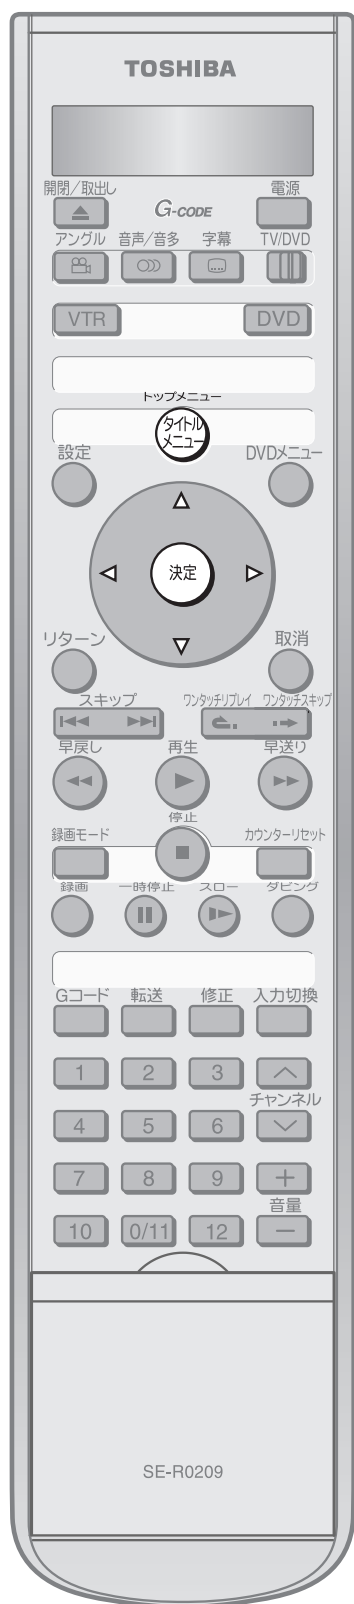 TOSHIBA
開閉/取出し G-CODE 電源
アングル 音声/音多 字幕 TV/DVD
VTR DVD
トップメニュー
タイトル
メニュー
設定 DVDメニュー
決定
リターン 取消
スキップ ワンタッチリプレイ ワンタッチスキップ
早戻し 再生 早送り
停止
録画モード カウンターリセット
録画 一時停止 スロー ダビング
Gコード 転送 修正 入力切換
1 2 3
チャンネル
4 5 6
7 8 9 +
音量
10 0/11 12 −
SE-R0209